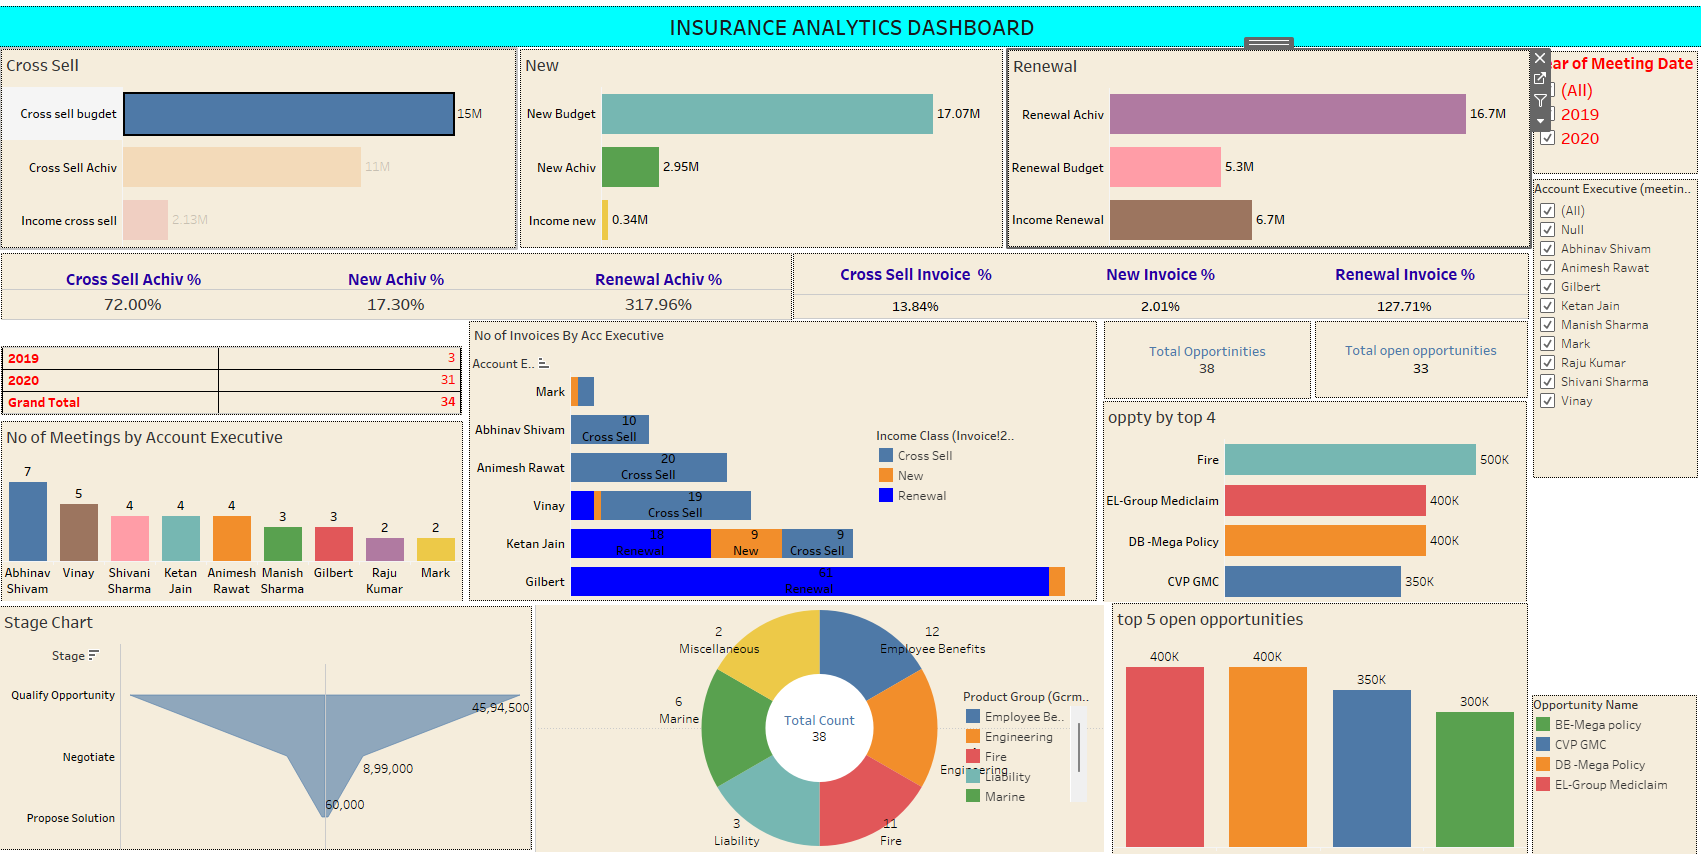 INSURANCE ANALYTICS DASHBOARD
Cross Sell
Cross sell bugdet
15M
Cross Sell Achiv
11M
Income cross sell
2.13M
New
New Budget
17.07M
New Achiv
2.95M
Income new
0.34M
Renewal
Renewal Achiv
16.7M
Renewal Budget
5.3M
Income Renewal
6.7M
ar of Meeting Date
(All)
2019
2020
Account Executive (meetin..
(All)
Null
Abhinav Shivam
Animesh Rawat
Gilbert
Ketan Jain
Manish Sharma
Mark
Raju Kumar
Shivani Sharma
Vinay
Cross Sell Achiv %
New Achiv %
Renewal Achiv %
72.00%
17.30%
317.96%
Cross Sell Invoice %
New Invoice %
Renewal Invoice %
13.84%
2.01%
127.71%
2019 3
2020 31
Grand Total 34
No of Meetings by Account Executive
7
5
4
4
4
3
3
2
2
Abhinav Shivam
Vinay
Shivani Sharma
Ketan Jain
Animesh Rawat
Manish Sharma
Gilbert
Raju Kumar
Mark
No of Invoices By Acc Executive
Account E..
Mark
Abhinav Shivam
10
Cross Sell
Animesh Rawat
20
Cross Sell
Vinay
19
Cross Sell
Ketan Jain
18
Renewal
9
New
9
Cross Sell
Gilbert
61
Renewal
Income Class (Invoice!2..
Cross Sell
New
Renewal
Total Opportinities
38
Total open opportunities
33
oppty by top 4
Fire
500K
EL-Group Mediclaim
400K
DB -Mega Policy
400K
CVP GMC
350K
Stage Chart
Stage
Qualify Opportunity
45,94,500
Negotiate
8,99,000
Propose Solution
60,000
2
Miscellaneous
12
Employee Benefits
6
Marine
Total Count
38
Engineering
3
Liability
11
Fire
Product Group (Gcrm..
Employee Be..
Engineering
Fire
Liability
Marine
top 5 open opportunities
400K
400K
350K
300K
Opportunity Name
BE-Mega policy
CVP GMC
DB -Mega Policy
EL-Group Mediclaim